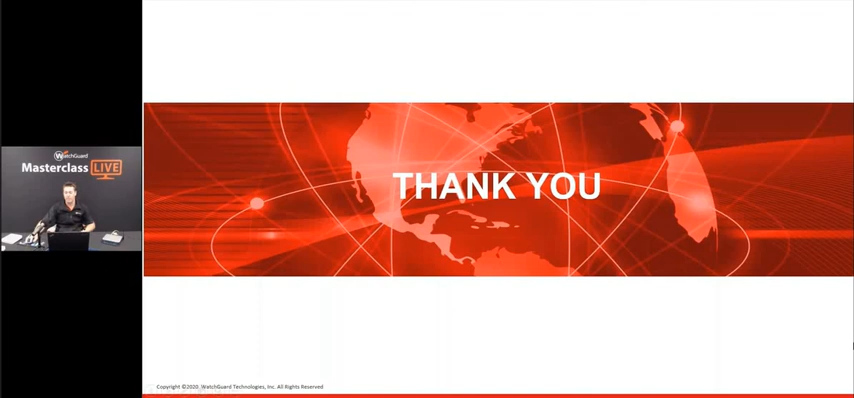 WatchGuard
Masterclass LIVE
THANK YOU
Copyright ©2020 WatchGuard Technologies, Inc. All Rights Reserved